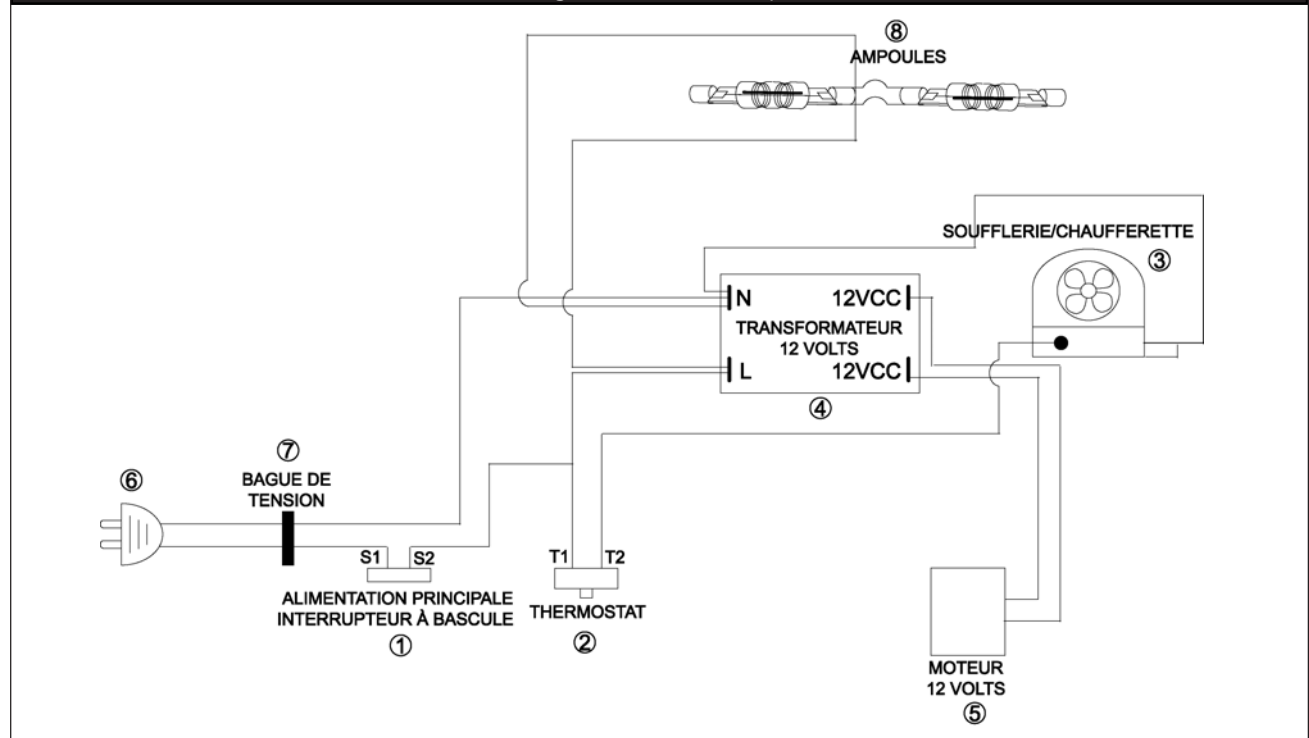 ⑧
AMPOULES
SOUFFLERIE/CHAUFFERETTE
③
N 12VCC
TRANSFORMATEUR
12 VOLTS
L 12VCC
④
⑥
⑦
BAGUE DE
TENSION
S1 S2
ALIMENTATION PRINCIPALE
INTERRUPTEUR À BASCULE
①
T1 T2
THERMOSTAT
②
MOTEUR
12 VOLTS
⑤